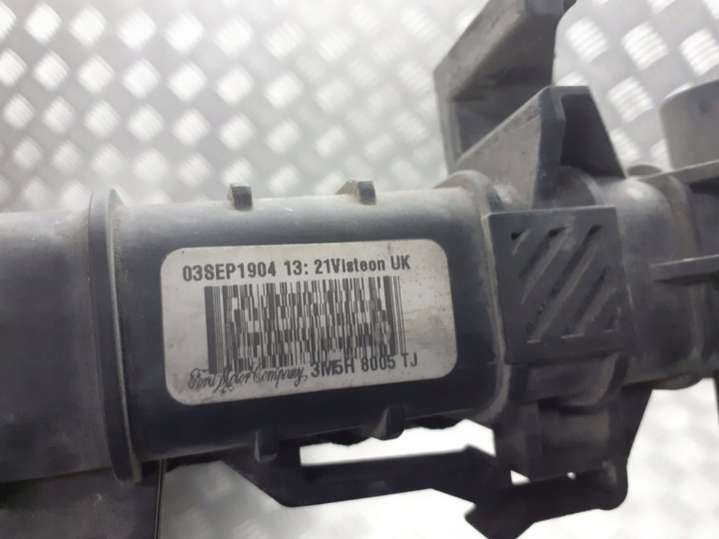 03SEP1904 13:21Visteon UK
Ford Motor Company, 3M5H 8005 TJ